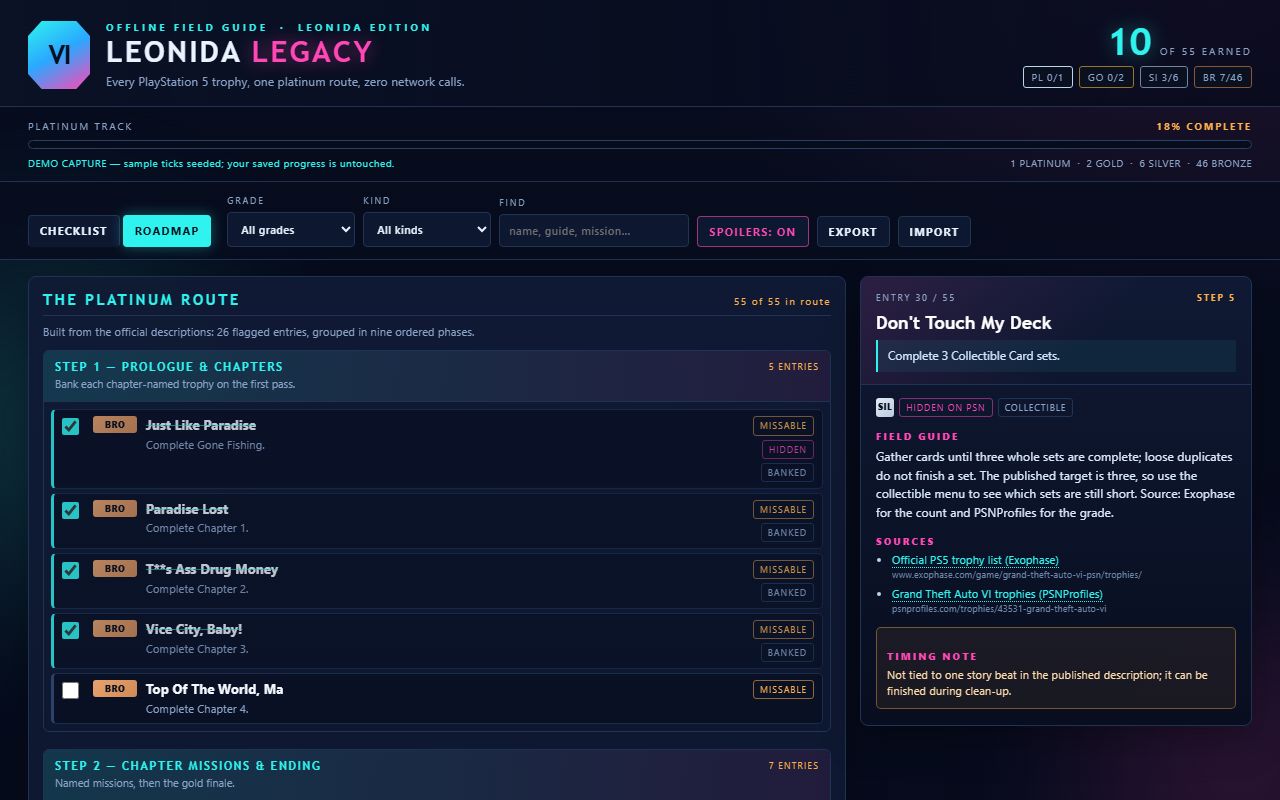 VI
OFFLINE FIELD GUIDE · LEONIDA EDITION
LEONIDA LEGACY
Every PlayStation 5 trophy, one platinum route, zero network calls.
10 OF 55 EARNED
PL 0/1 GO 0/2 SI 3/6 BR 7/46
PLATINUM TRACK
18% COMPLETE
DEMO CAPTURE — sample ticks seeded; your saved progress is untouched.
1 PLATINUM · 2 GOLD · 6 SILVER · 46 BRONZE
CHECKLIST
ROADMAP
GRADE
All grades
KIND
All kinds
FIND
name, guide, mission...
SPOILERS: ON
EXPORT
IMPORT
THE PLATINUM ROUTE
55 of 55 in route
Built from the official descriptions: 26 flagged entries, grouped in nine ordered phases.
STEP 1 — PROLOGUE & CHAPTERS
5 ENTRIES
Bank each chapter-named trophy on the first pass.
BRO Just Like Paradise
Complete Gone Fishing.
MISSABLE
HIDDEN
BANKED
BRO Paradise Lost
Complete Chapter 1.
MISSABLE
BANKED
BRO T**s Ass Drug Money
Complete Chapter 2.
MISSABLE
BANKED
BRO Vice City, Baby!
Complete Chapter 3.
MISSABLE
BANKED
BRO Top Of The World, Ma
Complete Chapter 4.
MISSABLE
STEP 2 — CHAPTER MISSIONS & ENDING
7 ENTRIES
Named missions, then the gold finale.
ENTRY 30 / 55
STEP 5
Don't Touch My Deck
Complete 3 Collectible Card sets.
SIL HIDDEN ON PSN COLLECTIBLE
FIELD GUIDE
Gather cards until three whole sets are complete; loose duplicates
do not finish a set. The published target is three, so use the
collectible menu to see which sets are still short. Source: Exophase
for the count and PSNProfiles for the grade.
SOURCES
• Official PS5 trophy list (Exophase)
www.exophase.com/game/grand-theft-auto-vi-psn/trophies/
• Grand Theft Auto VI trophies (PSNProfiles)
psnprofiles.com/trophies/43531-grand-theft-auto-vi
TIMING NOTE
Not tied to one story beat in the published description; it can be
finished during clean-up.